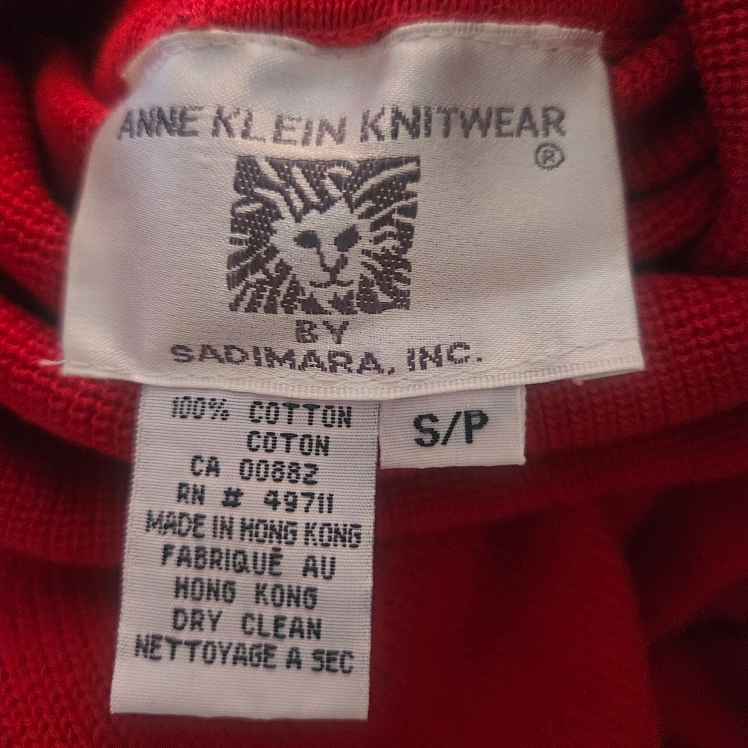 ANNE KLEIN KNITWEAR
®
BY
SADIMARA, INC.
100% COTTON
COTON
CA 00882
RN # 49711
MADE IN HONG KONG
FABRIQUÉ AU
HONG KONG
DRY CLEAN
NETTOYAGE A SEC
S/P